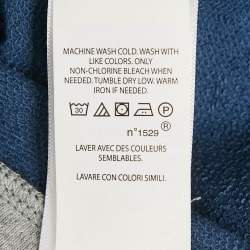 MACHINE WASH COLD. WASH WITH
LIKE COLORS. ONLY
NON-CHLORINE BLEACH WHEN
NEEDED. TUMBLE DRY LOW. WARM
IRON IF NEEDED.
30 P
n°1529 ®
LAVER AVEC DES COULEURS
SEMBLABLES.
LAVARE CON COLORI SIMILI.